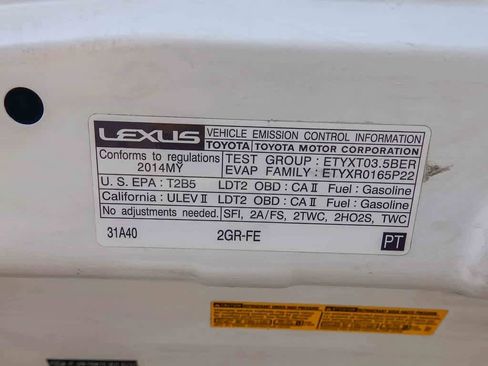 LEXUS
VEHICLE EMISSION CONTROL INFORMATION
TOYOTA TOYOTA MOTOR CORPORATION
Conforms to regulations
2014MY
TEST GROUP : ETYXT03.5BER
EVAP FAMILY : ETYXR0165P22
U. S. EPA : T2B5 LDT2 OBD : CA II Fuel : Gasoline
California : ULEV II LDT2 OBD : CA II Fuel : Gasoline
No adjustments needed. SFI, 2A/FS, 2TWC, 2HO2S, TWC
31A40 2GR-FE PT